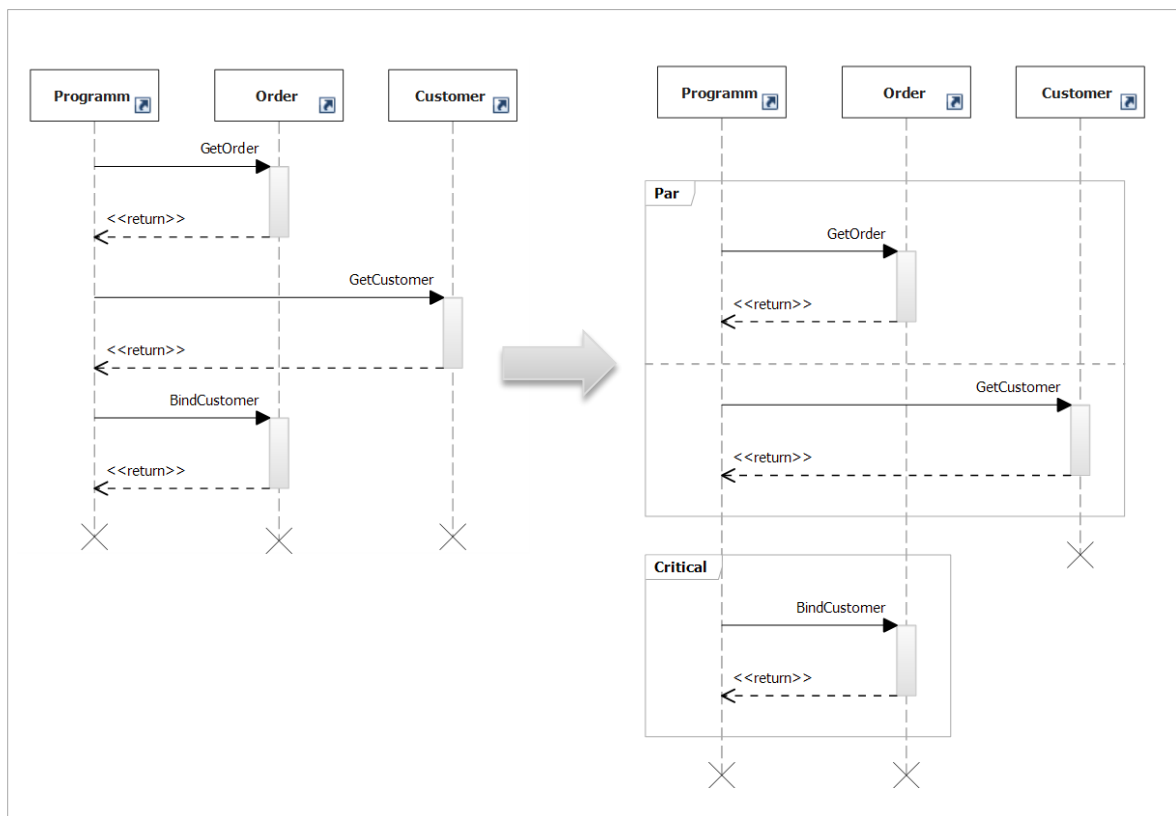 Programm
Order
Customer
GetOrder
<<return>>
GetCustomer
<<return>>
BindCustomer
<<return>>
Programm
Order
Customer
Par
GetOrder
<<return>>
GetCustomer
<<return>>
Critical
BindCustomer
<<return>>